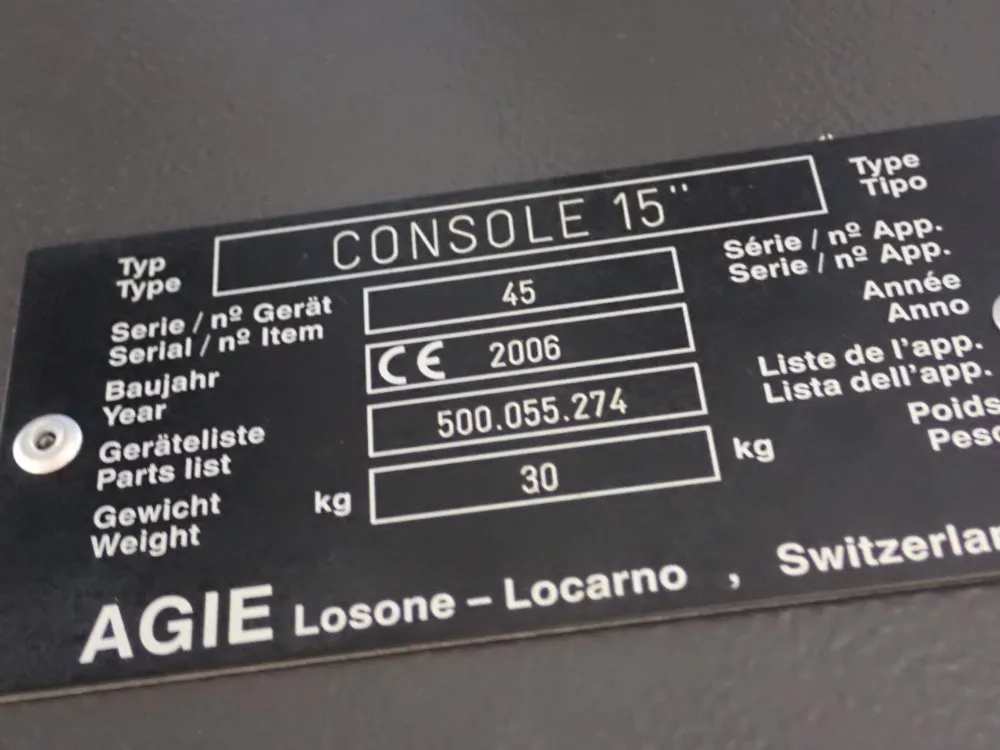 Typ
Type
CONSOLE 15"
Type
Tipo
Serie / nº Gerät
Serial / nº Item
45
Série / nº App.
Serie / nº App.
Baujahr
Year
CE 2006
Année
Anno
Geräteliste
Parts list
500.055.274
Liste de l'app.
Lista dell'app.
Gewicht
Weight
kg
30
kg
Poids
Peso
AGIE Losone – Locarno , Switzerlan